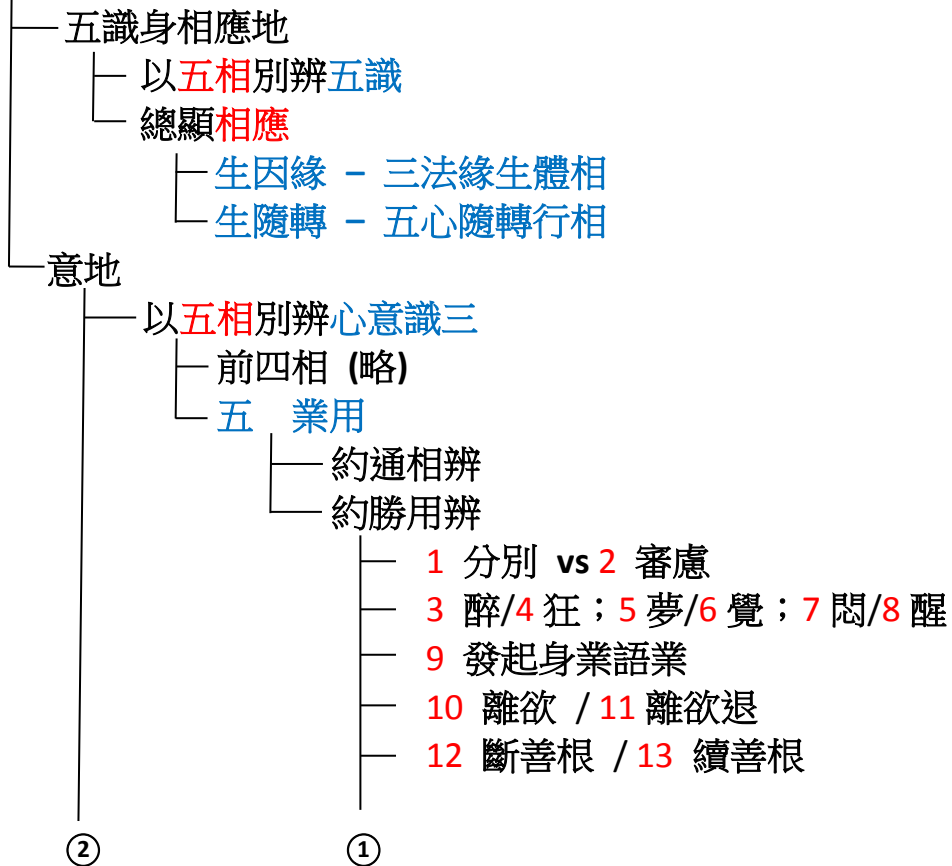 五識身相應地
以五相別辨五識
總顯相應
生因緣 – 三法緣生體相
生隨轉 – 五心隨轉行相
意地
以五相別辨心意識三
前四相 (略)
五 業用
約通相辨
約勝用辨
1 分別 vs 2 審慮
3 醉/4 狂；5 夢/6 覺；7 悶/8 醒
9 發起身業語業
10 離欲 / 11 離欲退
12 斷善根 / 13 續善根
② ①